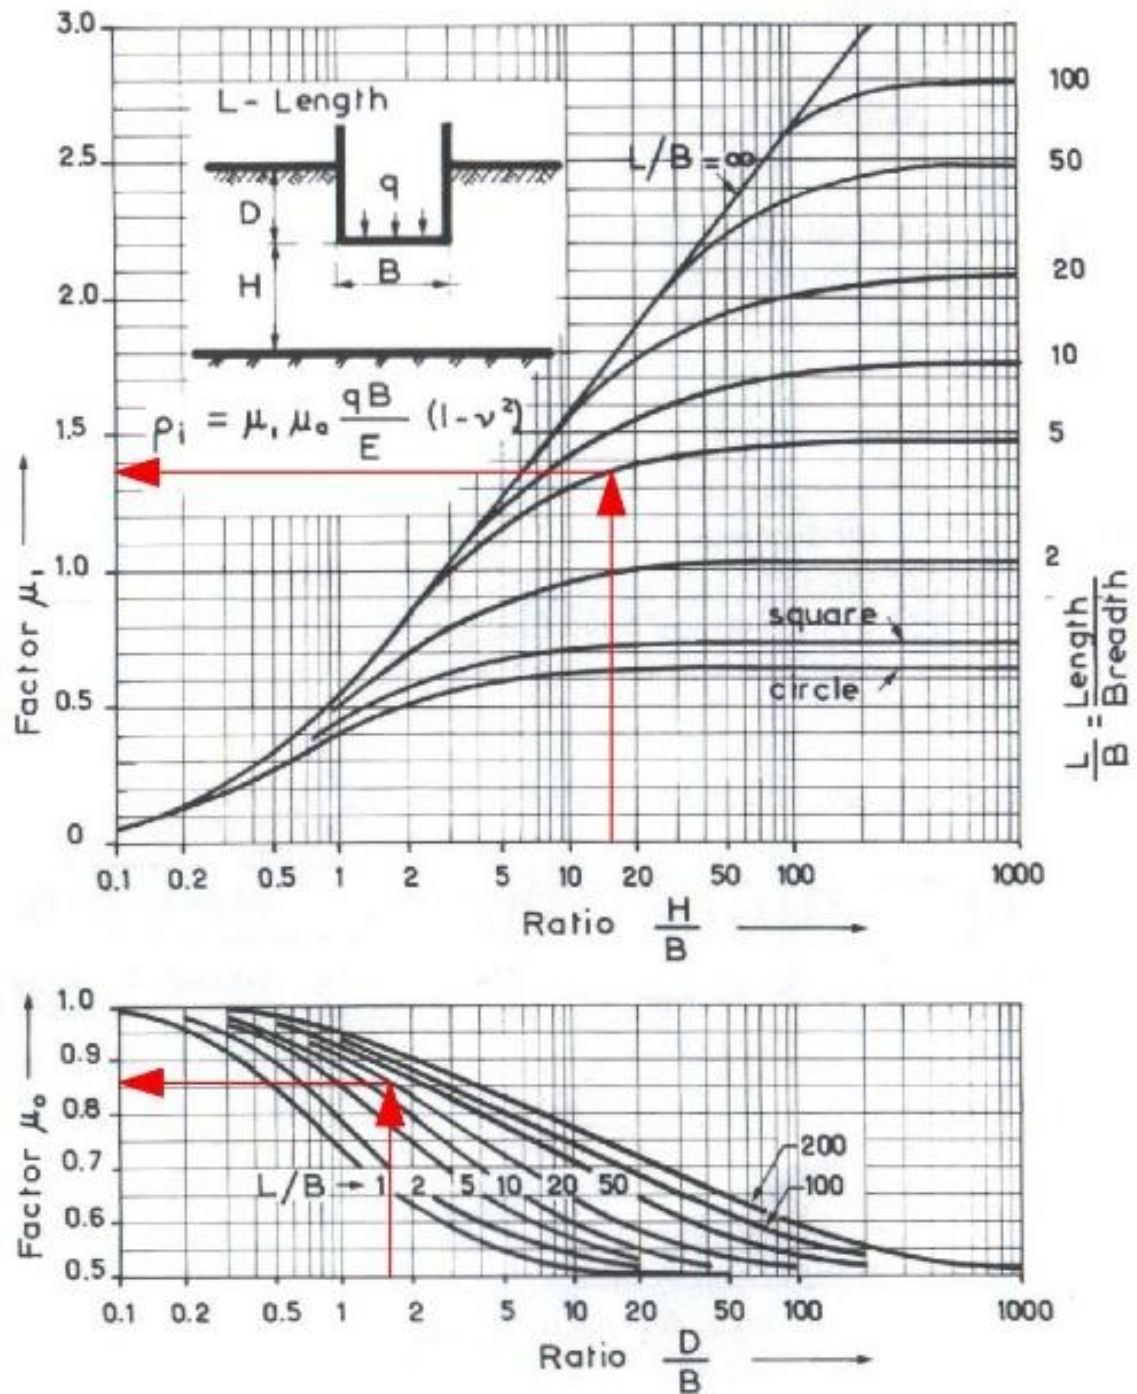 3.0
L - Length
100
L/B = ∞
2.5
50
q
D
B
H
20
2.0
10
ρi = μ₁ μ₀ qB/E (1-ν²)
1.5
5
1.0
2
square
circle
0.5
0
Factor μ₁
L/B = Length/Breadth
0.1 0.2 0.5 1 2 5 10 20 50 100 1000
Ratio H/B
1.0
0.9
0.8
0.7
0.6
0.5
Factor μ₀
200
100
L/B → 1 2 5 10 20 50
0.1 0.2 0.5 1 2 5 10 20 50 100 1000
Ratio D/B